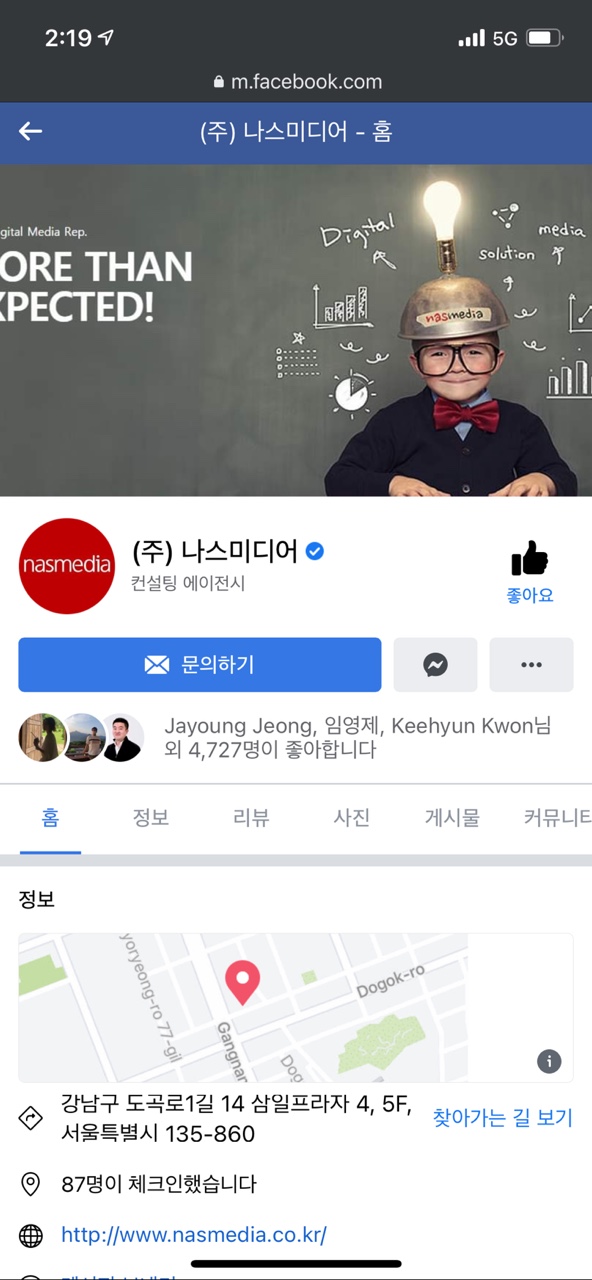 2:19
5G
m.facebook.com
(주) 나스미디어 - 홈
gital Media Rep.
ORE THAN
XPECTED!
Digital
media
solution
nasmedia
nasmedia
(주) 나스미디어
컨설팅 에이전시
좋아요
문의하기
Jayoung Jeong, 임영제, Keehyun Kwon님
외 4,727명이 좋아합니다
홈 정보 리뷰 사진 게시물 커뮤니티
정보
yoryeong-ro 77-gil
Gangnan
Dogok-ro
Dog
강남구 도곡로1길 14 삼일프라자 4, 5F,
서울특별시 135-860
찾아가는 길 보기
87명이 체크인했습니다
http://www.nasmedia.co.kr/